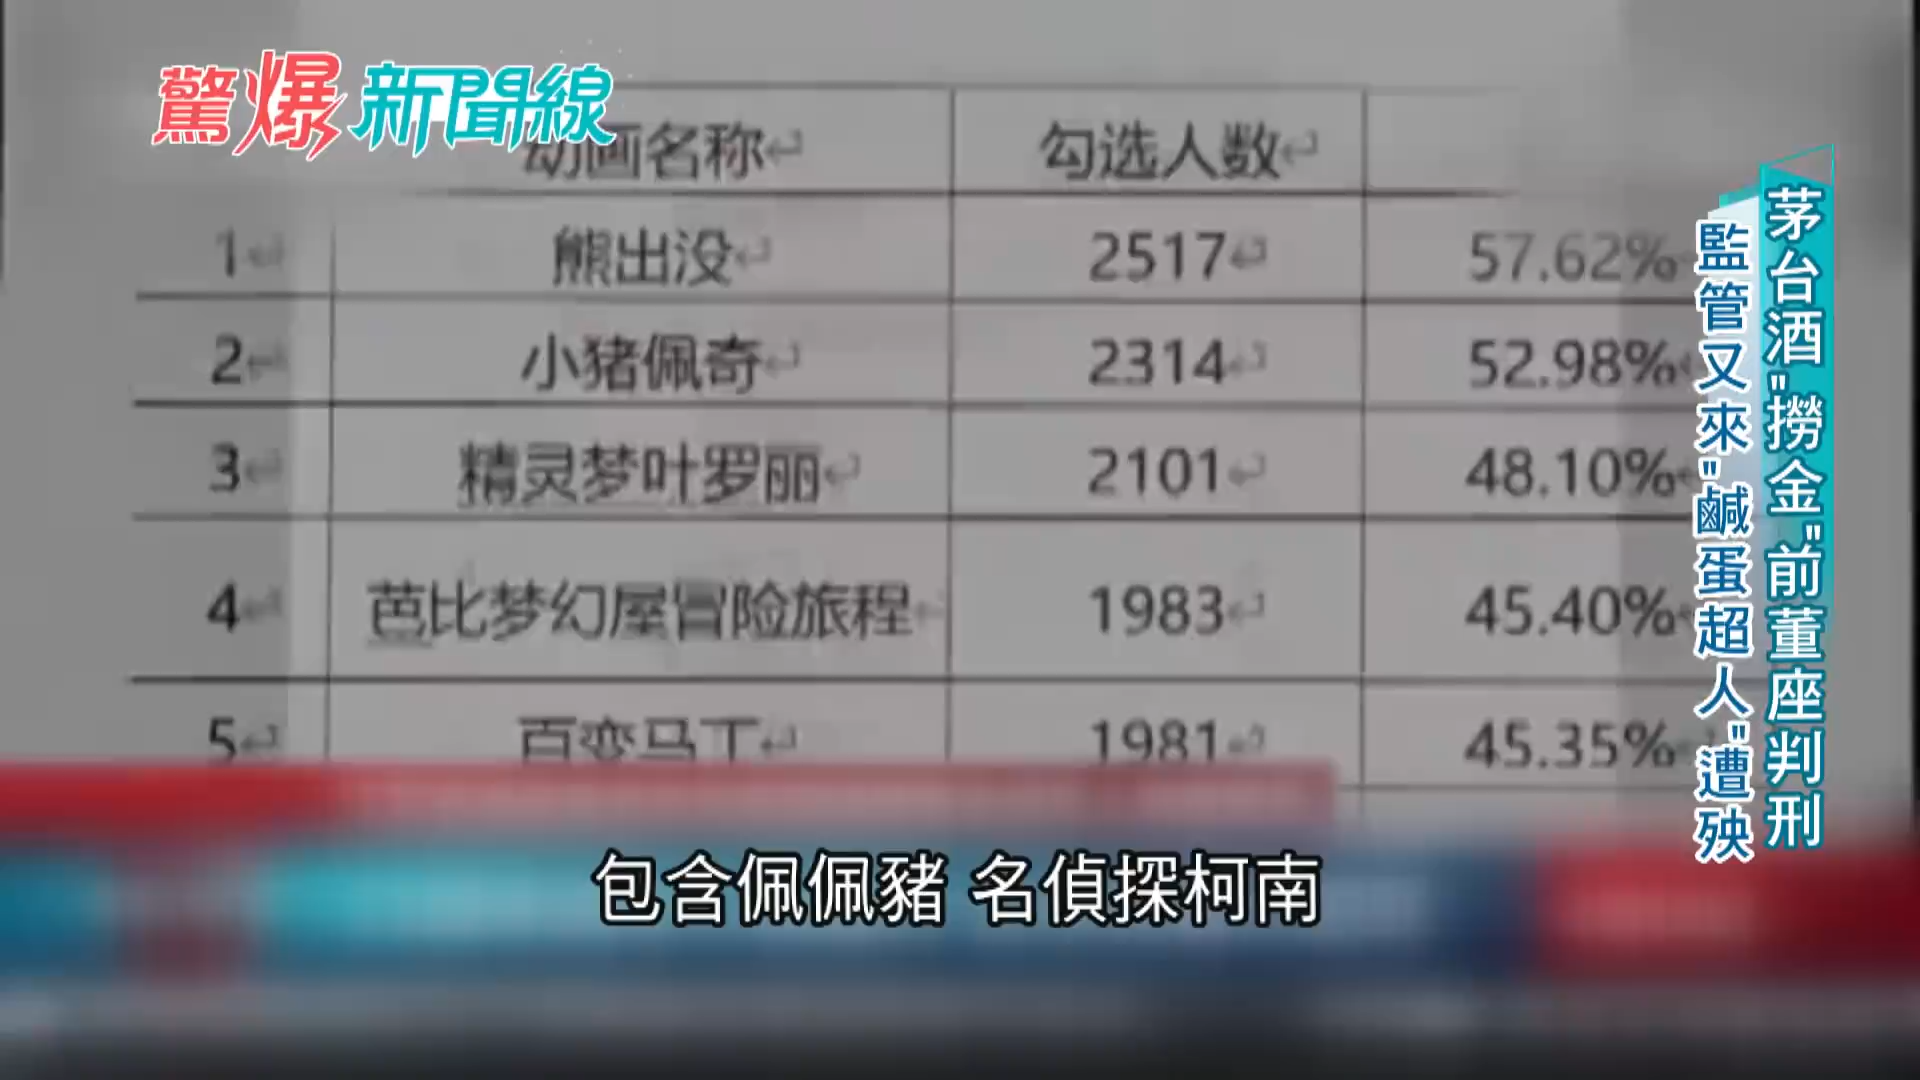 驚爆新聞線
动画名称 勾选人数
1 熊出没 2517 57.62%
2 小猪佩奇 2314 52.98%
3 精灵梦叶罗丽 2101 48.10%
4 芭比梦幻屋冒险旅程 1983 45.40%
5 百变马丁 1981 45.35%
茅台酒"撈金"前董座判刑
監管又來"鹹蛋超人"遭殃
包含佩佩豬 名偵探柯南